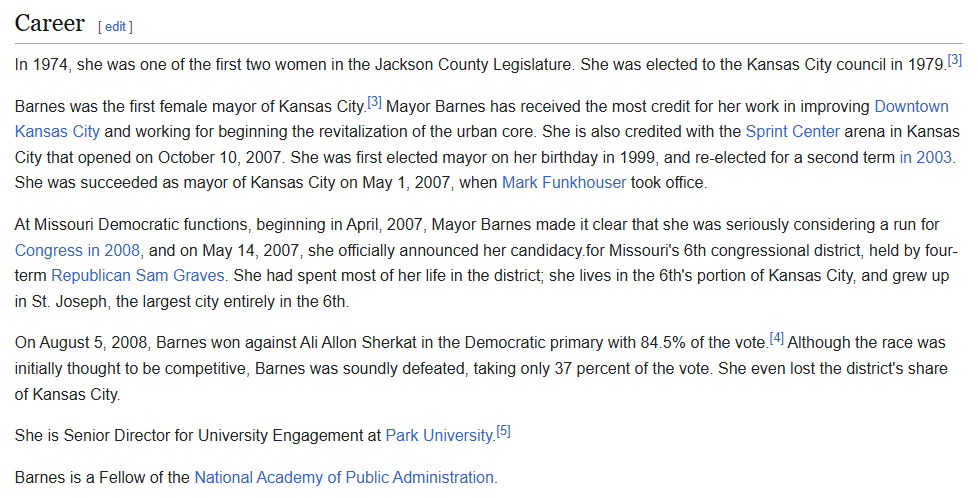 Career [ edit ]
In 1974, she was one of the first two women in the Jackson County Legislature. She was elected to the Kansas City council in 1979.[3]
Barnes was the first female mayor of Kansas City.[3] Mayor Barnes has received the most credit for her work in improving Downtown
Kansas City and working for beginning the revitalization of the urban core. She is also credited with the Sprint Center arena in Kansas
City that opened on October 10, 2007. She was first elected mayor on her birthday in 1999, and re-elected for a second term in 2003.
She was succeeded as mayor of Kansas City on May 1, 2007, when Mark Funkhouser took office.
At Missouri Democratic functions, beginning in April, 2007, Mayor Barnes made it clear that she was seriously considering a run for
Congress in 2008, and on May 14, 2007, she officially announced her candidacy.for Missouri's 6th congressional district, held by four-
term Republican Sam Graves. She had spent most of her life in the district; she lives in the 6th's portion of Kansas City, and grew up
in St. Joseph, the largest city entirely in the 6th.
On August 5, 2008, Barnes won against Ali Allon Sherkat in the Democratic primary with 84.5% of the vote.[4] Although the race was
initially thought to be competitive, Barnes was soundly defeated, taking only 37 percent of the vote. She even lost the district's share
of Kansas City.
She is Senior Director for University Engagement at Park University.[5]
Barnes is a Fellow of the National Academy of Public Administration.